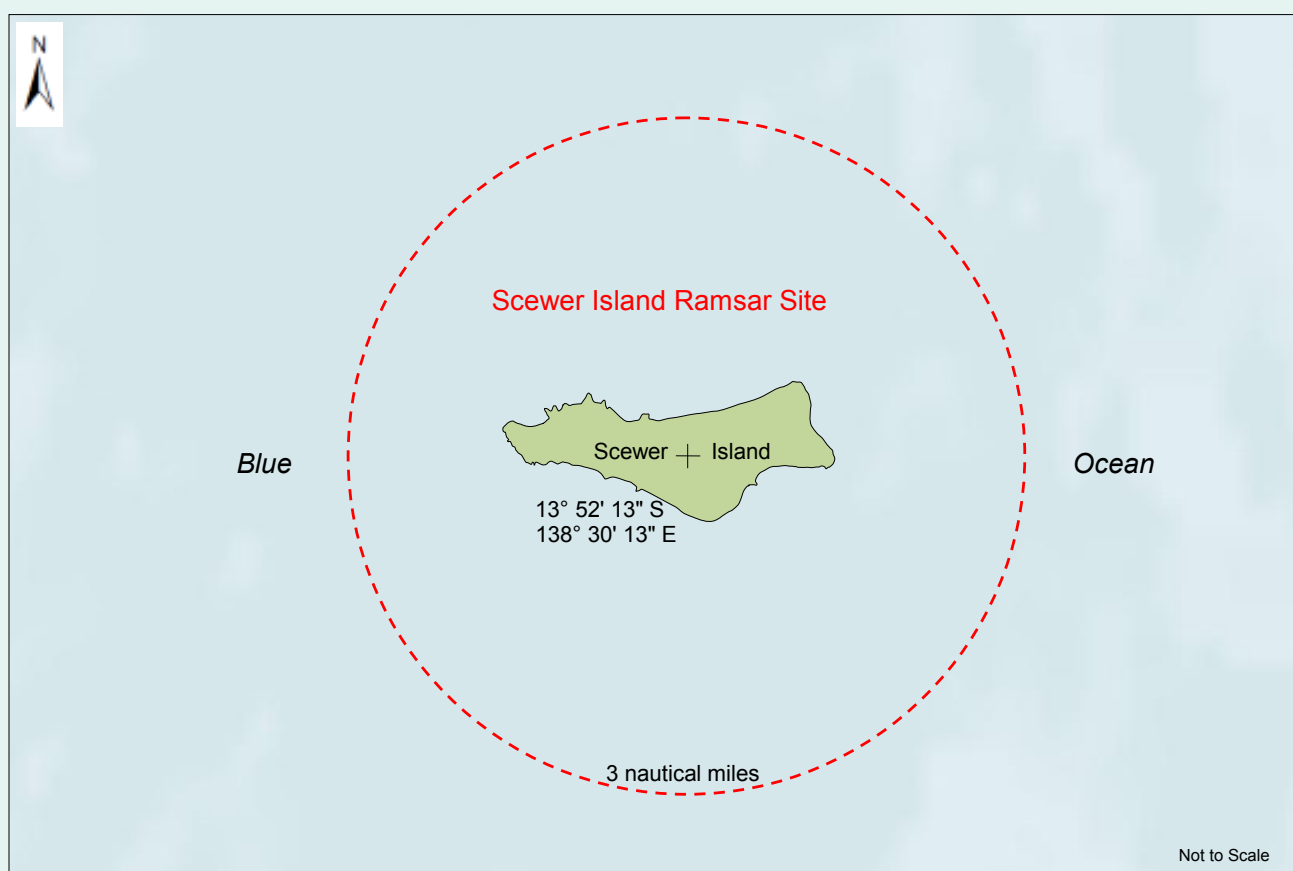 N
Scewer Island Ramsar Site
Scewer Island
Blue
Ocean
13° 52' 13" S
138° 30' 13" E
3 nautical miles
Not to Scale